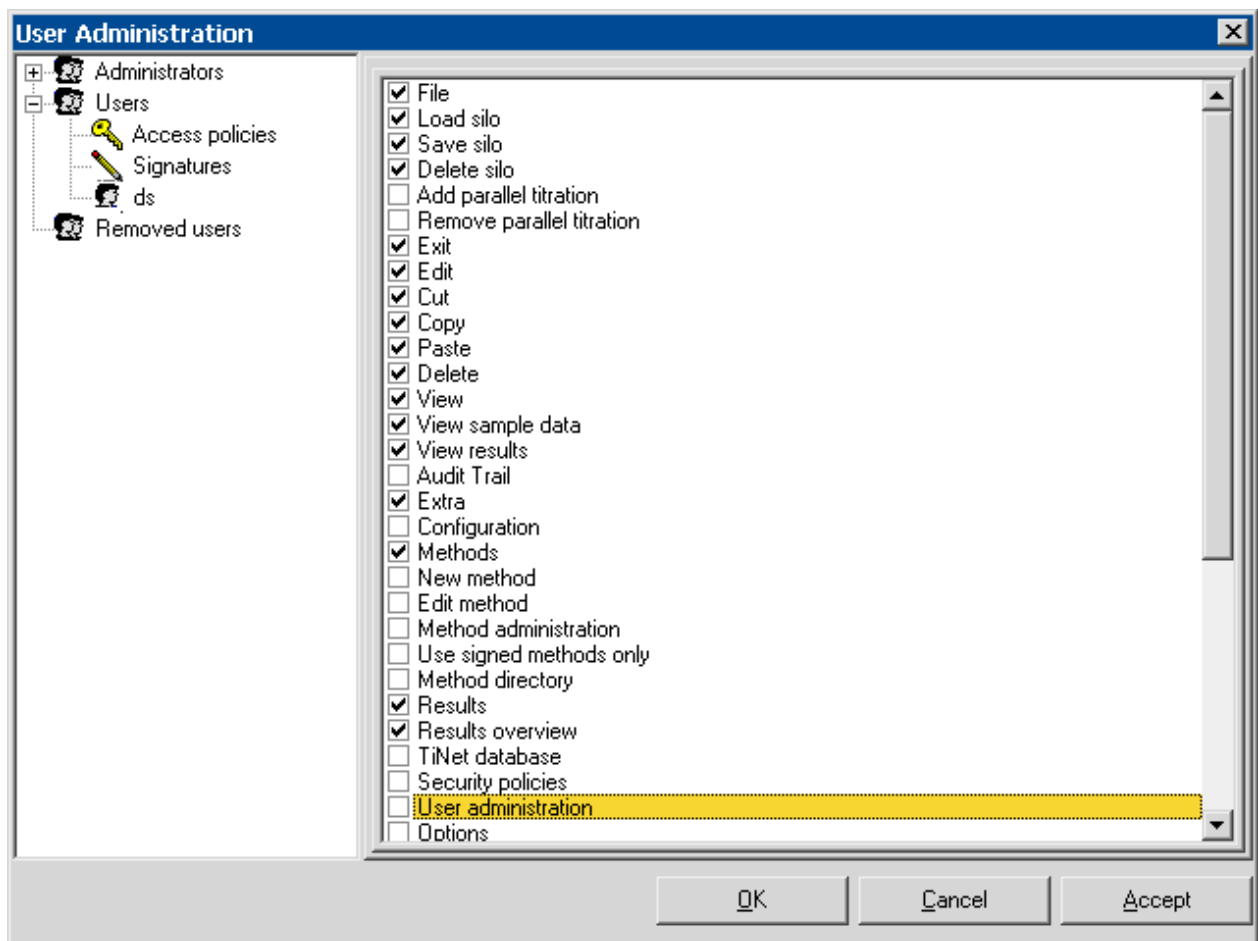 User Administration
Administrators
Users
Access policies
Signatures
ds
Removed users
File
Load silo
Save silo
Delete silo
Add parallel titration
Remove parallel titration
Exit
Edit
Cut
Copy
Paste
Delete
View
View sample data
View results
Audit Trail
Extra
Configuration
Methods
New method
Edit method
Method administration
Use signed methods only
Method directory
Results
Results overview
TiNet database
Security policies
User administration
Options
OK Cancel Accept